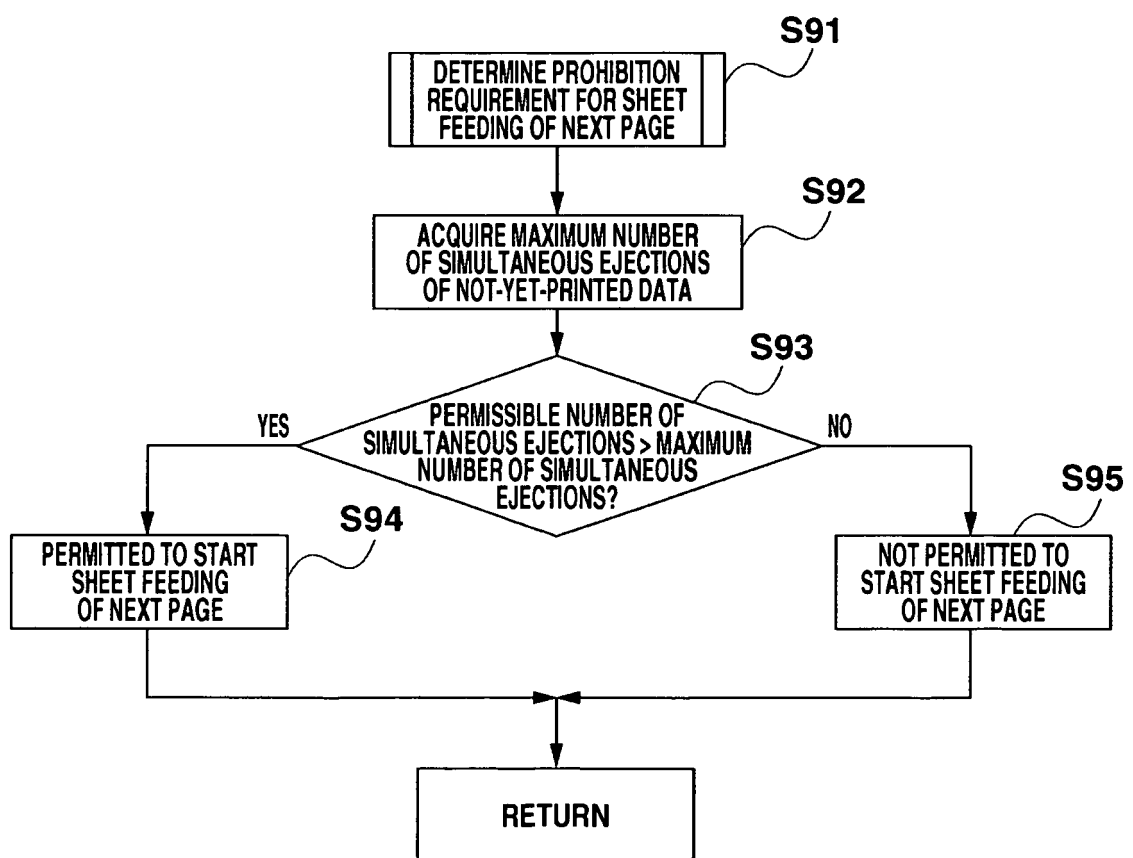 S91
DETERMINE PROHIBITION
REQUIREMENT FOR SHEET
FEEDING OF NEXT PAGE
S92
ACQUIRE MAXIMUM NUMBER
OF SIMULTANEOUS EJECTIONS
OF NOT-YET-PRINTED DATA
S93
YES
PERMISSIBLE NUMBER OF
SIMULTANEOUS EJECTIONS > MAXIMUM
NUMBER OF SIMULTANEOUS
EJECTIONS?
NO
S94
PERMITTED TO START
SHEET FEEDING
OF NEXT PAGE
S95
NOT PERMITTED TO
START SHEET FEEDING
OF NEXT PAGE
RETURN